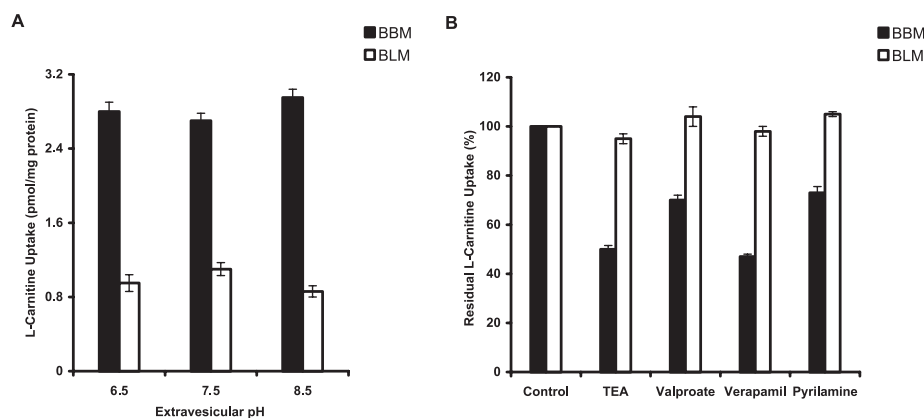 A
BBM
BLM
3.2
2.4
1.6
0.8
0
L-Carnitine Uptake (pmol/mg protein)
6.5 7.5 8.5
Extravesicular pH
B
BBM
BLM
120
100
80
60
40
20
0
Residual L-Carnitine Uptake (%)
Control TEA Valproate Verapamil Pyrilamine